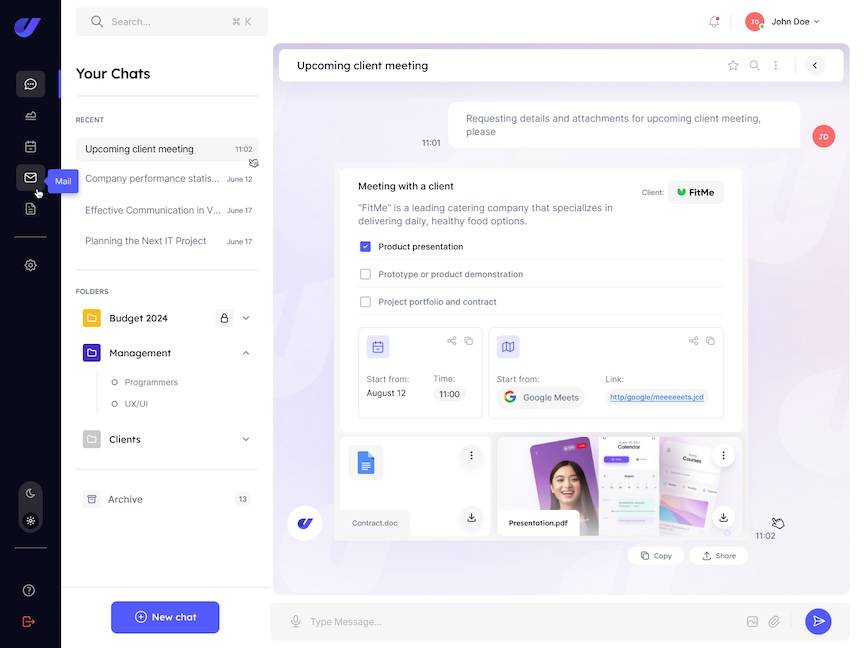 Search...
⌘ K
JD
John Doe
Your Chats
RECENT
Upcoming client meeting
11:02
Company performance statis...
June 12
Mail
Effective Communication in V...
June 17
Planning the Next IT Project
June 17
FOLDERS
Budget 2024
Management
Programmers
UX/UI
Clients
Archive
13
New chat
Upcoming client meeting
Requesting details and attachments for upcoming client meeting,
please
11:01
JD
Meeting with a client
Client:
FitMe
"FitMe" is a leading catering company that specializes in
delivering daily, healthy food options.
Product presentation
Prototype or product demonstration
Project portfolio and contract
Start from:
August 12
Time:
11:00
Start from:
Google Meets
Link:
http/google/meeeeeets.jcd
Contract.doc
Presentation.pdf
Calendar
August
Courses
11:02
Copy
Share
Type Message...